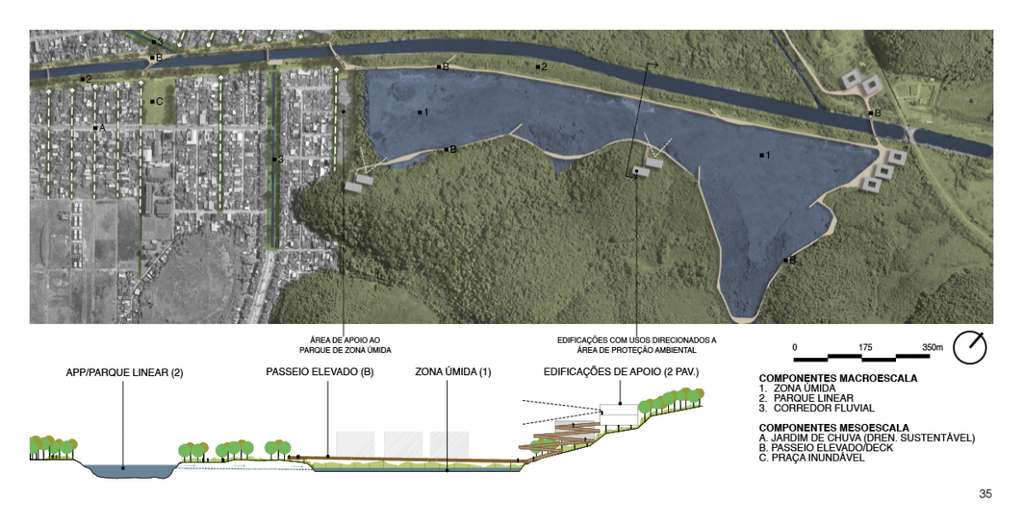 3
B
2
C
A
3
1
B
2
B
1
B
B
ÁREA DE APOIO AO
PARQUE DE ZONA ÚMIDA
EDIFICAÇÕES COM USOS DIRECIONADOS A
ÁREA DE PROTEÇÃO AMBIENTAL
0 175 350m
APP/PARQUE LINEAR (2)
PASSEIO ELEVADO (B)
ZONA ÚMIDA (1)
EDIFICAÇÕES DE APOIO (2 PAV.)
COMPONENTES MACROESCALA
1. ZONA ÚMIDA
2. PARQUE LINEAR
3. CORREDOR FLUVIAL
COMPONENTES MESOESCALA
A. JARDIM DE CHUVA (DREN. SUSTENTÁVEL)
B. PASSEIO ELEVADO/DECK
C. PRAÇA INUNDÁVEL
35